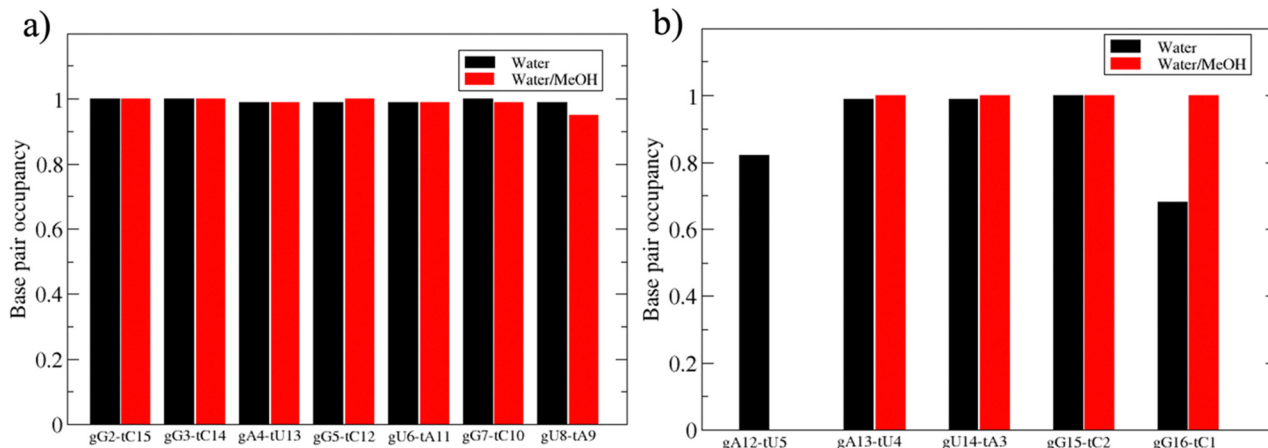 a)
Water
Water/MeOH
Base pair occupancy
1
0.8
0.6
0.4
0.2
0
gG2-tC15 gG3-tC14 gA4-tU13 gG5-tC12 gU6-tA11 gG7-tC10 gU8-tA9
b)
Water
Water/MeOH
Base pair occupancy
1
0.8
0.6
0.4
0.2
0
gA12-tU5 gA13-tU4 gU14-tA3 gG15-tC2 gG16-tC1